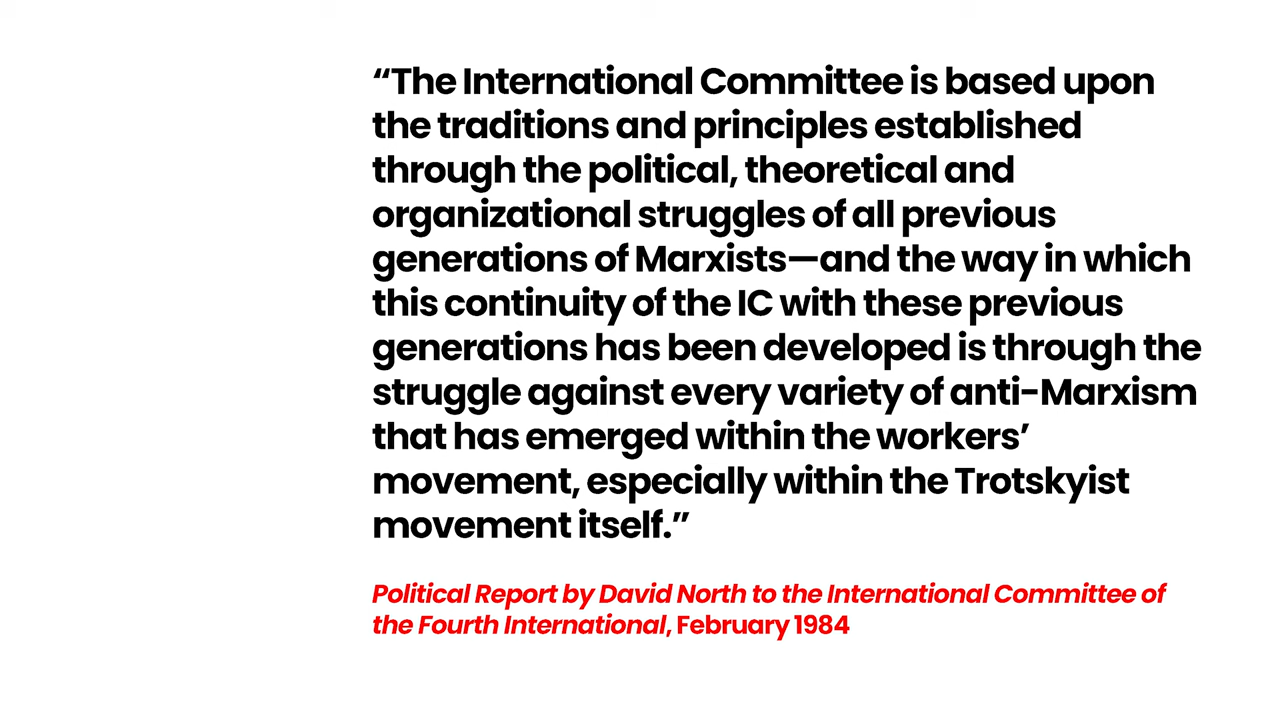 “The International Committee is based upon
the traditions and principles established
through the political, theoretical and
organizational struggles of all previous
generations of Marxists—and the way in which
this continuity of the IC with these previous
generations has been developed is through the
struggle against every variety of anti-Marxism
that has emerged within the workers’
movement, especially within the Trotskyist
movement itself.”
Political Report by David North to the International Committee of
the Fourth International, February 1984